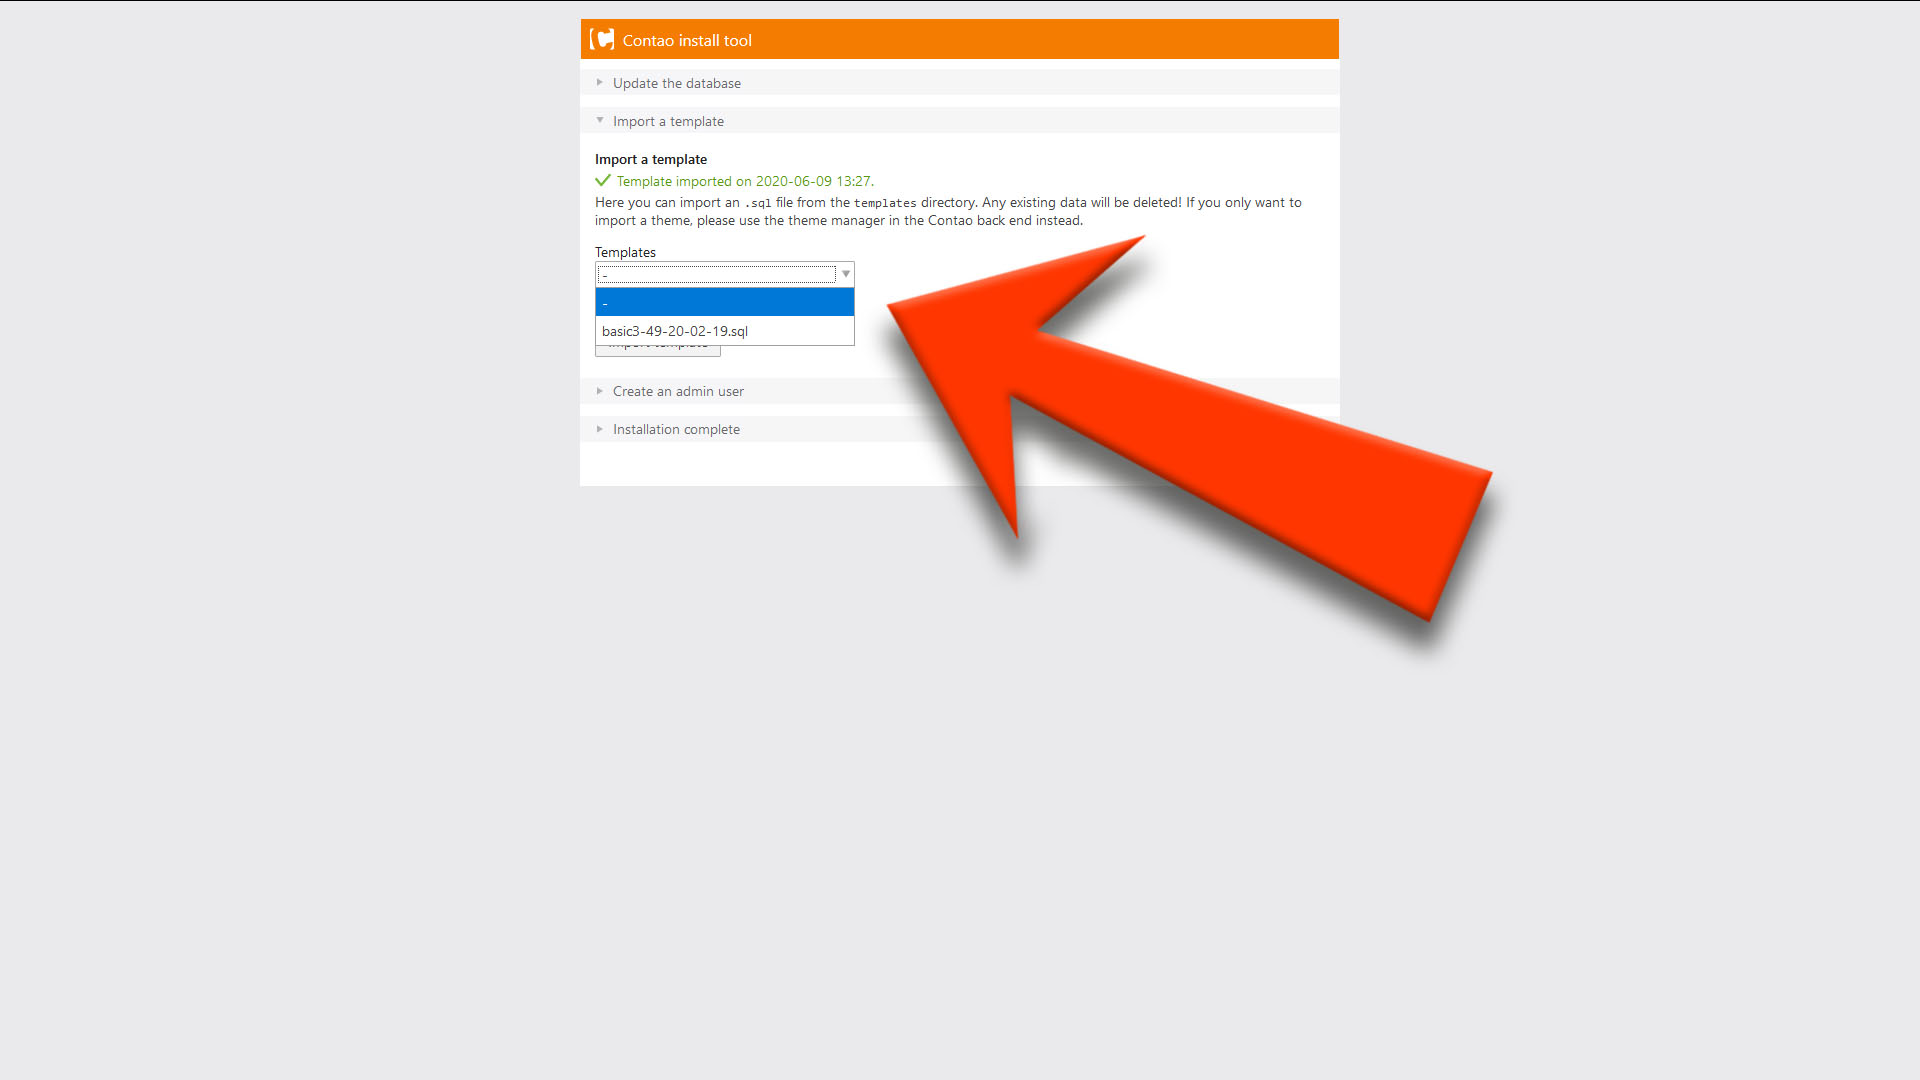 Contao install tool
Update the database
Import a template
Import a template
Template imported on 2020-06-09 13:27.
Here you can import an .sql file from the templates directory. Any existing data will be deleted! If you only want to
import a theme, please use the theme manager in the Contao back end instead.
Templates
-
-
basic3-49-20-02-19.sql
Create an admin user
Installation complete